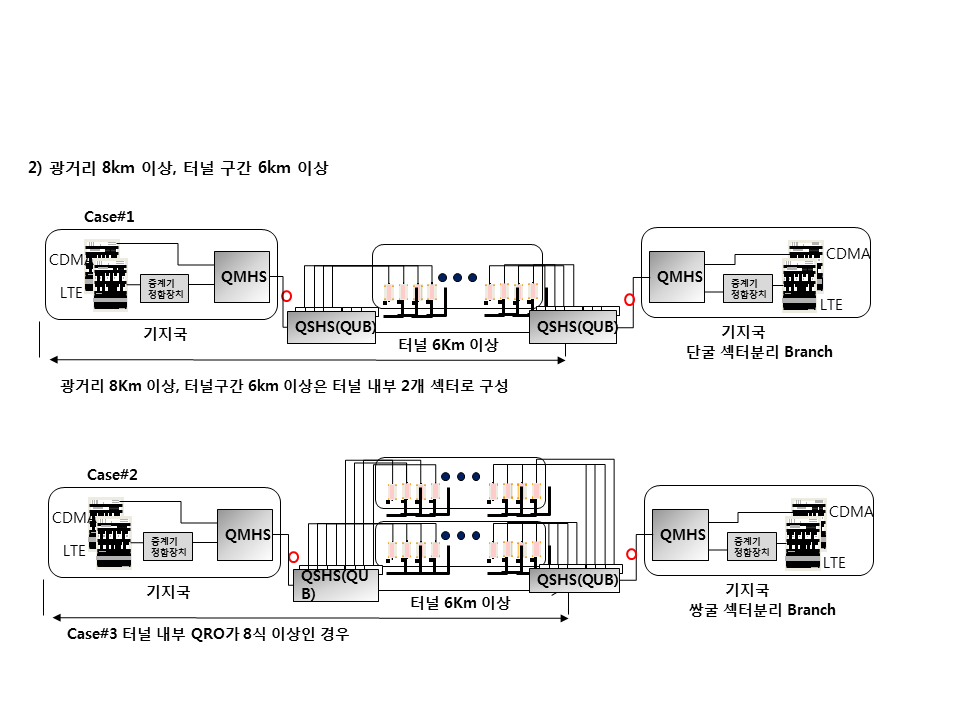 2) 광거리 8km 이상, 터널 구간 6km 이상
Case#1
CDMA
LTE
중계기
정합장치
QMHS
기지국
QSHS(QUB)
터널 6Km 이상
QSHS(QUB)
QMHS
중계기
정합장치
CDMA
LTE
기지국
단굴 섹터분리 Branch
광거리 8Km 이상, 터널구간 6km 이상은 터널 내부 2개 섹터로 구성
Case#2
CDMA
LTE
중계기
정합장치
QMHS
기지국
QSHS(QU
B)
터널 6Km 이상
QSHS(QUB)
QMHS
중계기
정합장치
CDMA
LTE
기지국
쌍굴 섹터분리 Branch
Case#3 터널 내부 QRO가 8식 이상인 경우